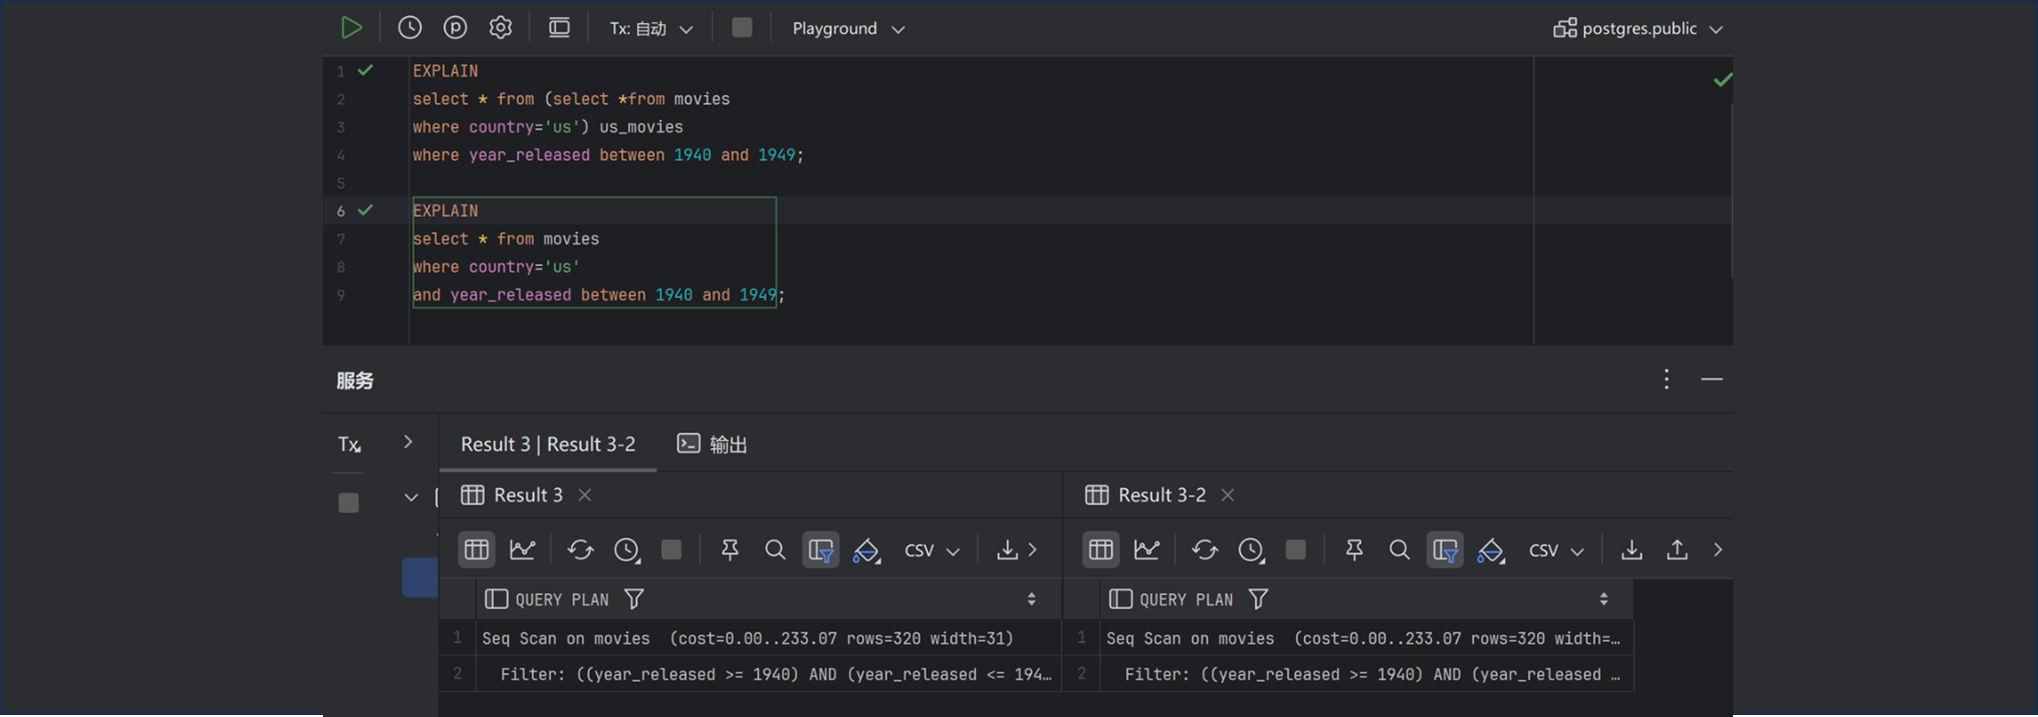 Tx: 自动
Playground
postgres.public
1 EXPLAIN
2 select * from (select *from movies
3 where country='us') us_movies
4 where year_released between 1940 and 1949;
5
6 EXPLAIN
7 select * from movies
8 where country='us'
9 and year_released between 1940 and 1949;
服务
Tx
Result 3 | Result 3-2
输出
Result 3
Result 3-2
CSV
CSV
QUERY PLAN
QUERY PLAN
1 Seq Scan on movies (cost=0.00..233.07 rows=320 width=31)
1 Seq Scan on movies (cost=0.00..233.07 rows=320 width=…
2 Filter: ((year_released >= 1940) AND (year_released <= 194…
2 Filter: ((year_released >= 1940) AND (year_released …